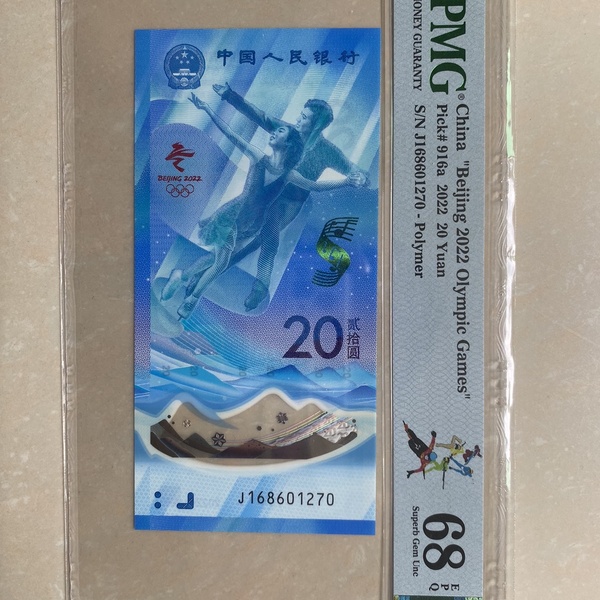 中国人民银行
BEIJING 2022
20
贰拾圆
J168601270
PMG®
MONEY GUARANTY
China "Beijing 2022 Olympic Games"
Pick# 916a 2022 20 Yuan
S/N J168601270 - Polymer
68 EPQ
Superb Gem Unc